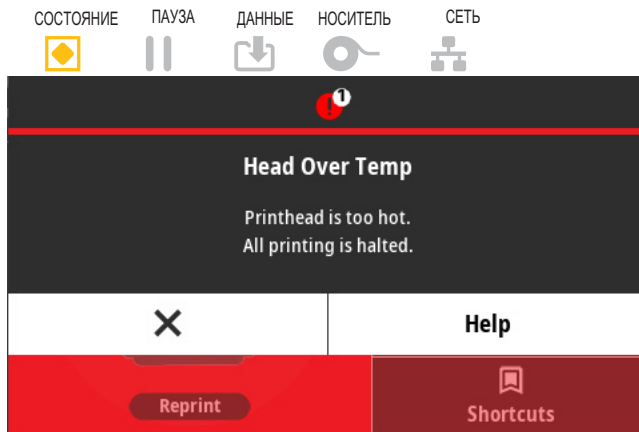 СОСТОЯНИЕ ПАУЗА ДАННЫЕ НОСИТЕЛЬ СЕТЬ
1
Head Over Temp
Printhead is too hot.
All printing is halted.
Help
Reprint
Shortcuts